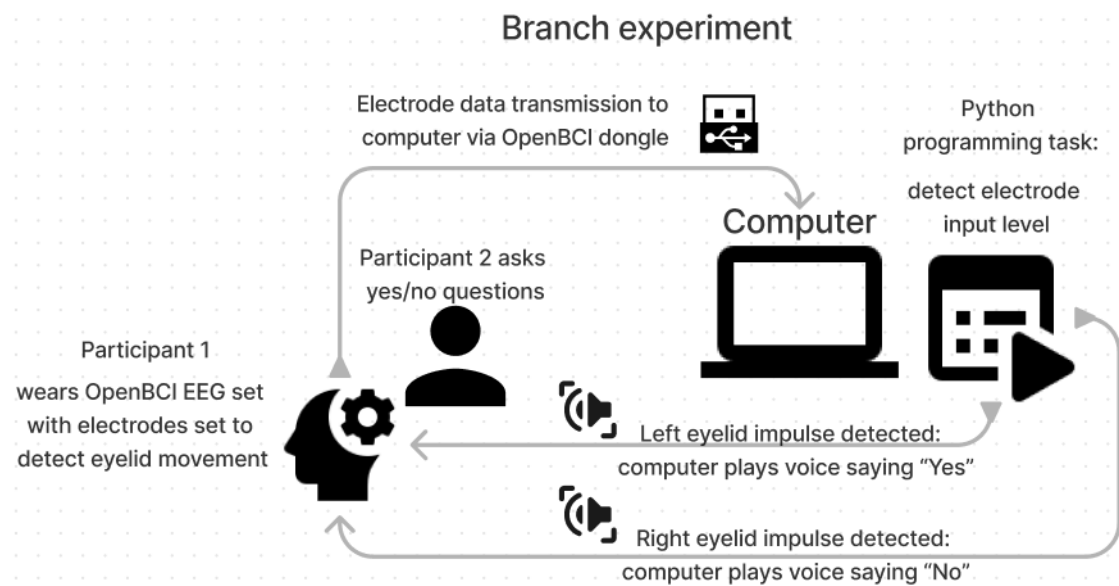 Branch experiment
Electrode data transmission to
computer via OpenBCI dongle
Python
programming task:
detect electrode
input level
Computer
Participant 2 asks
yes/no questions
Participant 1
wears OpenBCI EEG set
with electrodes set to
detect eyelid movement
Left eyelid impulse detected:
computer plays voice saying “Yes”
Right eyelid impulse detected:
computer plays voice saying “No”